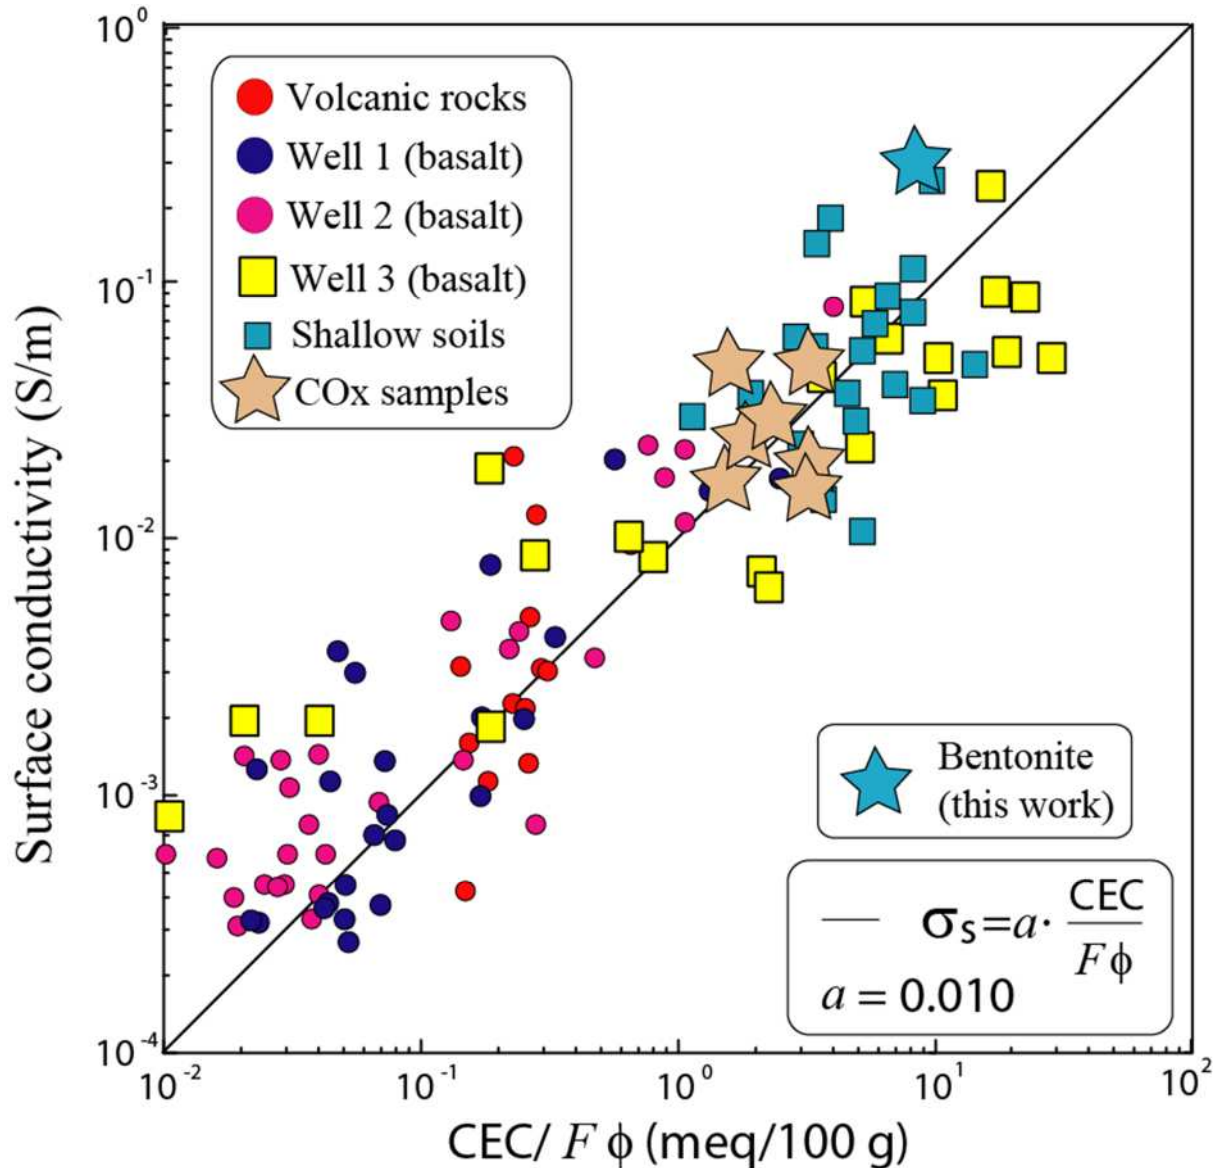 10⁰
10⁻¹
10⁻²
10⁻³
10⁻⁴
Surface conductivity (S/m)
Volcanic rocks
Well 1 (basalt)
Well 2 (basalt)
Well 3 (basalt)
Shallow soils
COx samples
Bentonite
(this work)
σₛ=a· CEC/Fϕ
a = 0.010
10⁻² 10⁻¹ 10⁰ 10¹ 10²
CEC/ F ϕ (meq/100 g)